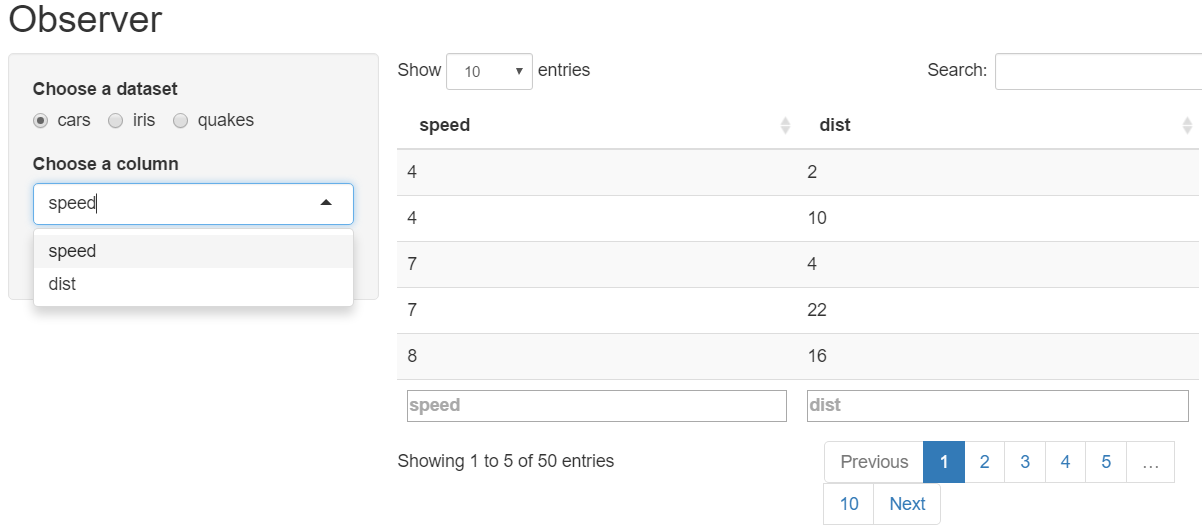 Observer
Choose a dataset
cars iris quakes
Choose a column
speed
speed
dist
Show 10 entries
Search:
speed dist
4 2
4 10
7 4
7 22
8 16
speed dist
Showing 1 to 5 of 50 entries
Previous 1 2 3 4 5 …
10 Next